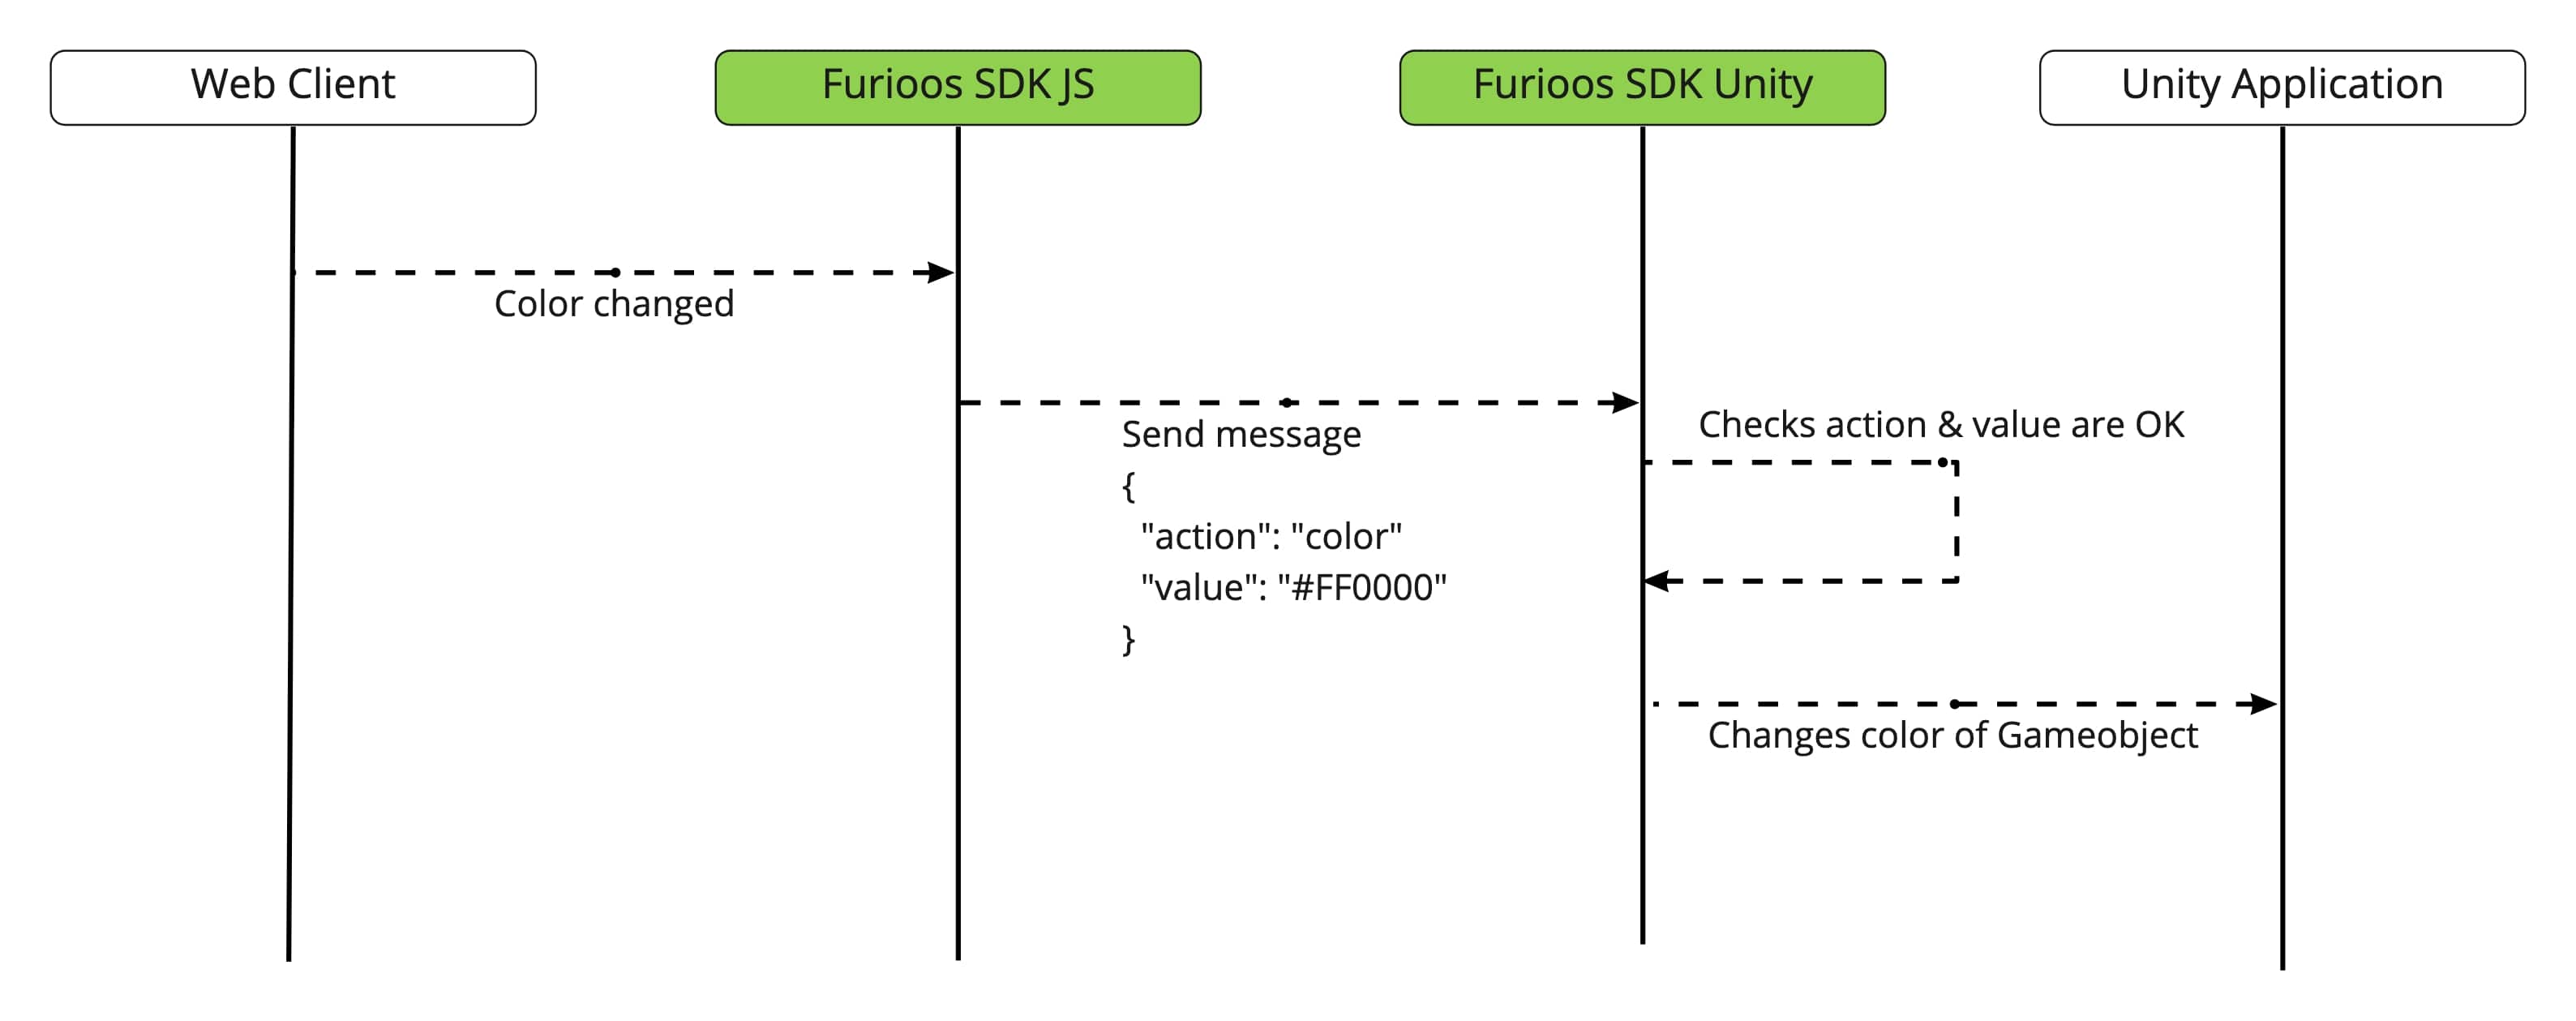 Web Client
Furioos SDK JS
Furioos SDK Unity
Unity Application
Color changed
Send message
{
"action": "color"
"value": "#FF0000"
}
Checks action & value are OK
Changes color of Gameobject